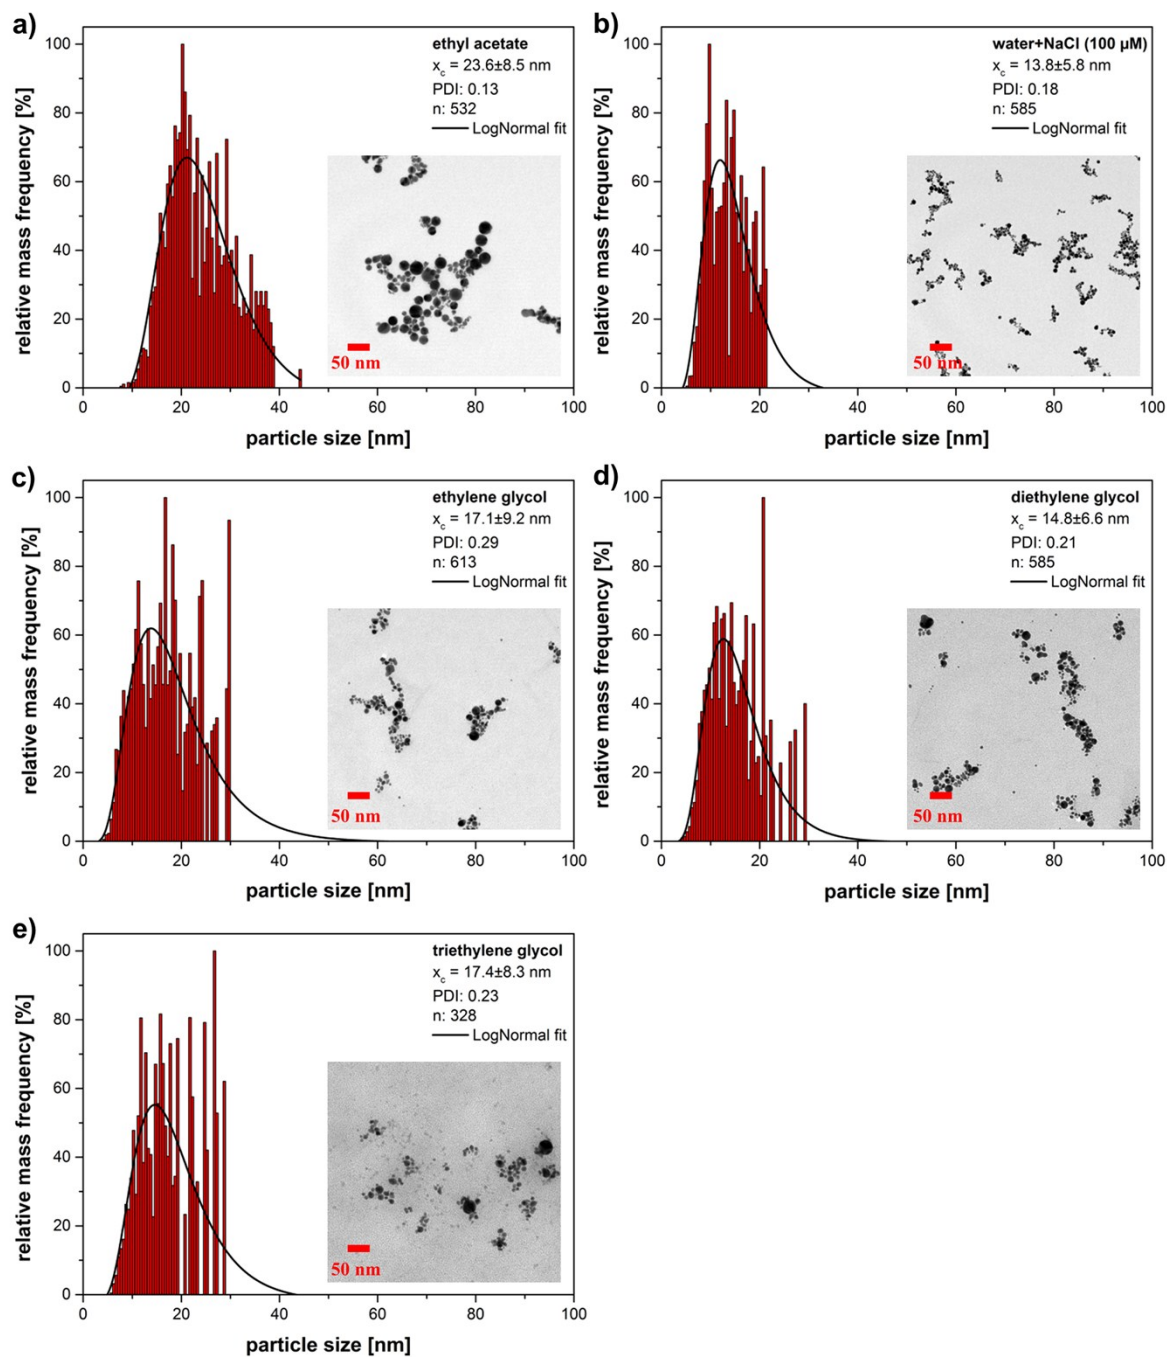 a)
relative mass frequency [%]
100
80
60
40
20
0
0 20 40 60 80 100
particle size [nm]
ethyl acetate
x_c = 23.6±8.5 nm
PDI: 0.13
n: 532
LogNormal fit
50 nm
b)
relative mass frequency [%]
100
80
60
40
20
0
0 20 40 60 80 100
particle size [nm]
water+NaCl (100 µM)
x_c = 13.8±5.8 nm
PDI: 0.18
n: 585
LogNormal fit
50 nm
c)
relative mass frequency [%]
100
80
60
40
20
0
0 20 40 60 80 100
particle size [nm]
ethylene glycol
x_c = 17.1±9.2 nm
PDI: 0.29
n: 613
LogNormal fit
50 nm
d)
relative mass frequency [%]
100
80
60
40
20
0
0 20 40 60 80 100
particle size [nm]
diethylene glycol
x_c = 14.8±6.6 nm
PDI: 0.21
n: 585
LogNormal fit
50 nm
e)
relative mass frequency [%]
100
80
60
40
20
0
0 20 40 60 80 100
particle size [nm]
triethylene glycol
x_c = 17.4±8.3 nm
PDI: 0.23
n: 328
LogNormal fit
50 nm